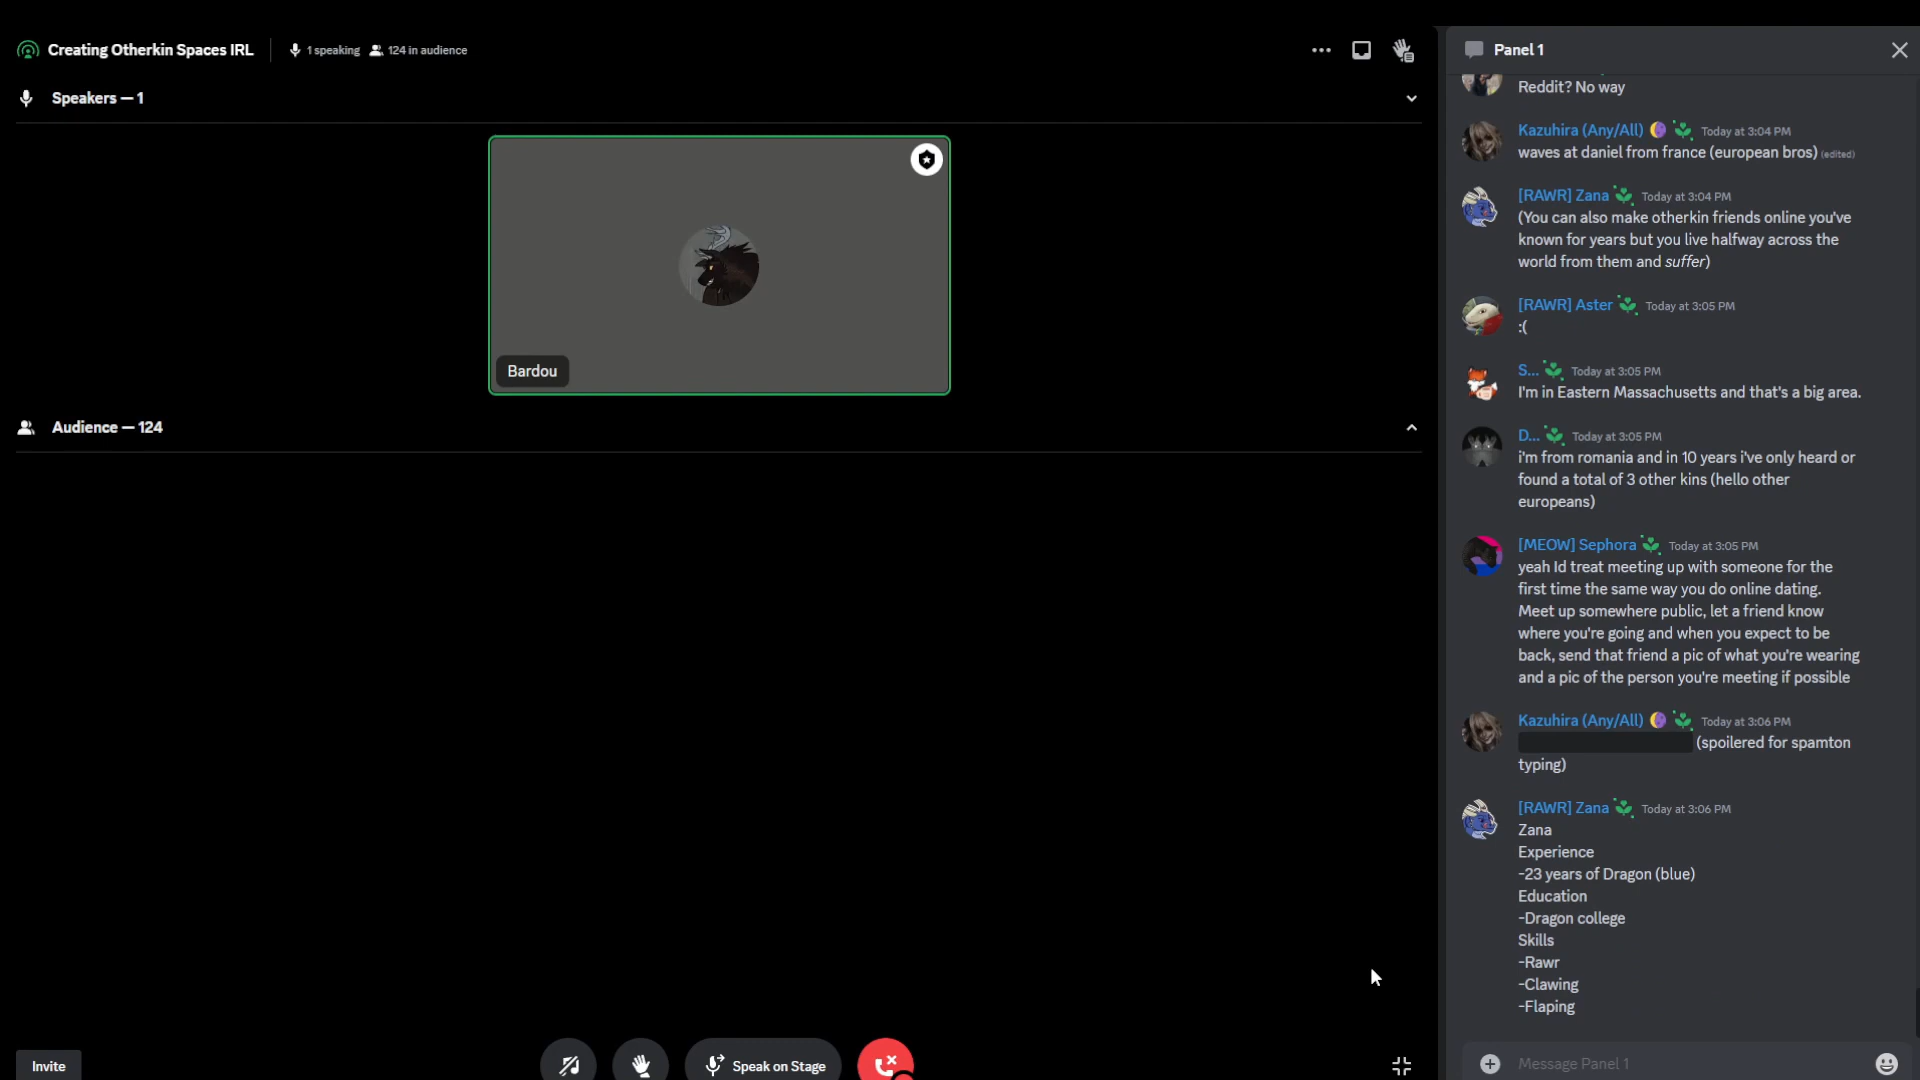 Creating Otherkin Spaces IRL
1 speaking
124 in audience
Speakers — 1
Bardou
Audience — 124
Invite
Speak on Stage
Panel 1
Reddit? No way
Kazuhira (Any/All) Today at 3:04 PM
waves at daniel from france (european bros) (edited)
[RAWR] Zana Today at 3:04 PM
(You can also make otherkin friends online you've
known for years but you live halfway across the
world from them and suffer)
[RAWR] Aster Today at 3:05 PM
:(
S... Today at 3:05 PM
I'm in Eastern Massachusetts and that's a big area.
D... Today at 3:05 PM
i'm from romania and in 10 years i've only heard or
found a total of 3 other kins (hello other
europeans)
[MEOW] Sephora Today at 3:05 PM
yeah Id treat meeting up with someone for the
first time the same way you do online dating.
Meet up somewhere public, let a friend know
where you're going and when you expect to be
back, send that friend a pic of what you're wearing
and a pic of the person you're meeting if possible
Kazuhira (Any/All) Today at 3:06 PM
(spoilered for spamton
typing)
[RAWR] Zana Today at 3:06 PM
Zana
Experience
-23 years of Dragon (blue)
Education
-Dragon college
Skills
-Rawr
-Clawing
-Flaping
Message Panel 1